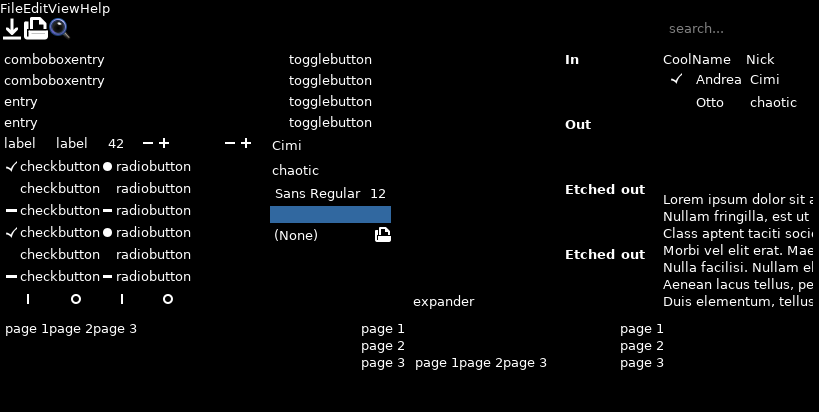 FileEditViewHelp
search...
comboboxentry togglebutton In CoolName Nick
comboboxentry togglebutton Andrea Cimi
entry togglebutton Otto chaotic
entry togglebutton Out
label label 42 Cimi
checkbutton radiobutton chaotic
checkbutton radiobutton Sans Regular 12 Etched out
checkbutton radiobutton
checkbutton radiobutton (None)
checkbutton radiobutton Etched out
checkbutton radiobutton
Lorem ipsum dolor sit a
Nullam fringilla, est ut
Class aptent taciti soci
Morbi vel elit erat. Mae
Nulla facilisi. Nullam el
Aenean lacus tellus, pe
Duis elementum, tellus
expander
page 1page 2page 3 page 1 page 1
page 2 page 2
page 3 page 1page2page 3 page 3